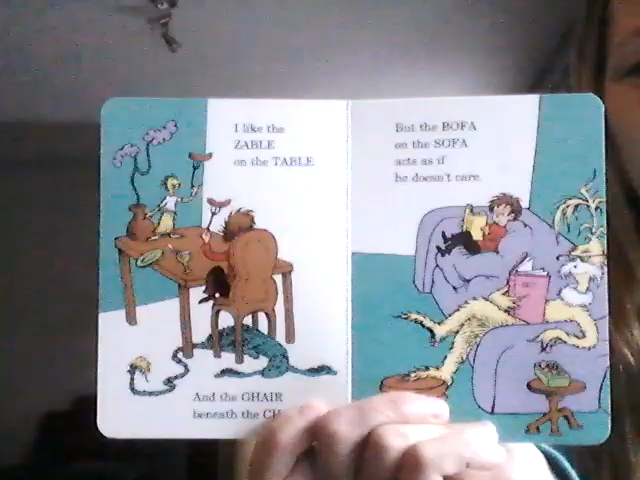 I like the
ZABLE
on the TABLE
And the GHAIR
beneath the
But the BOFA
on the SOFA
acts as if
he doesn't care.